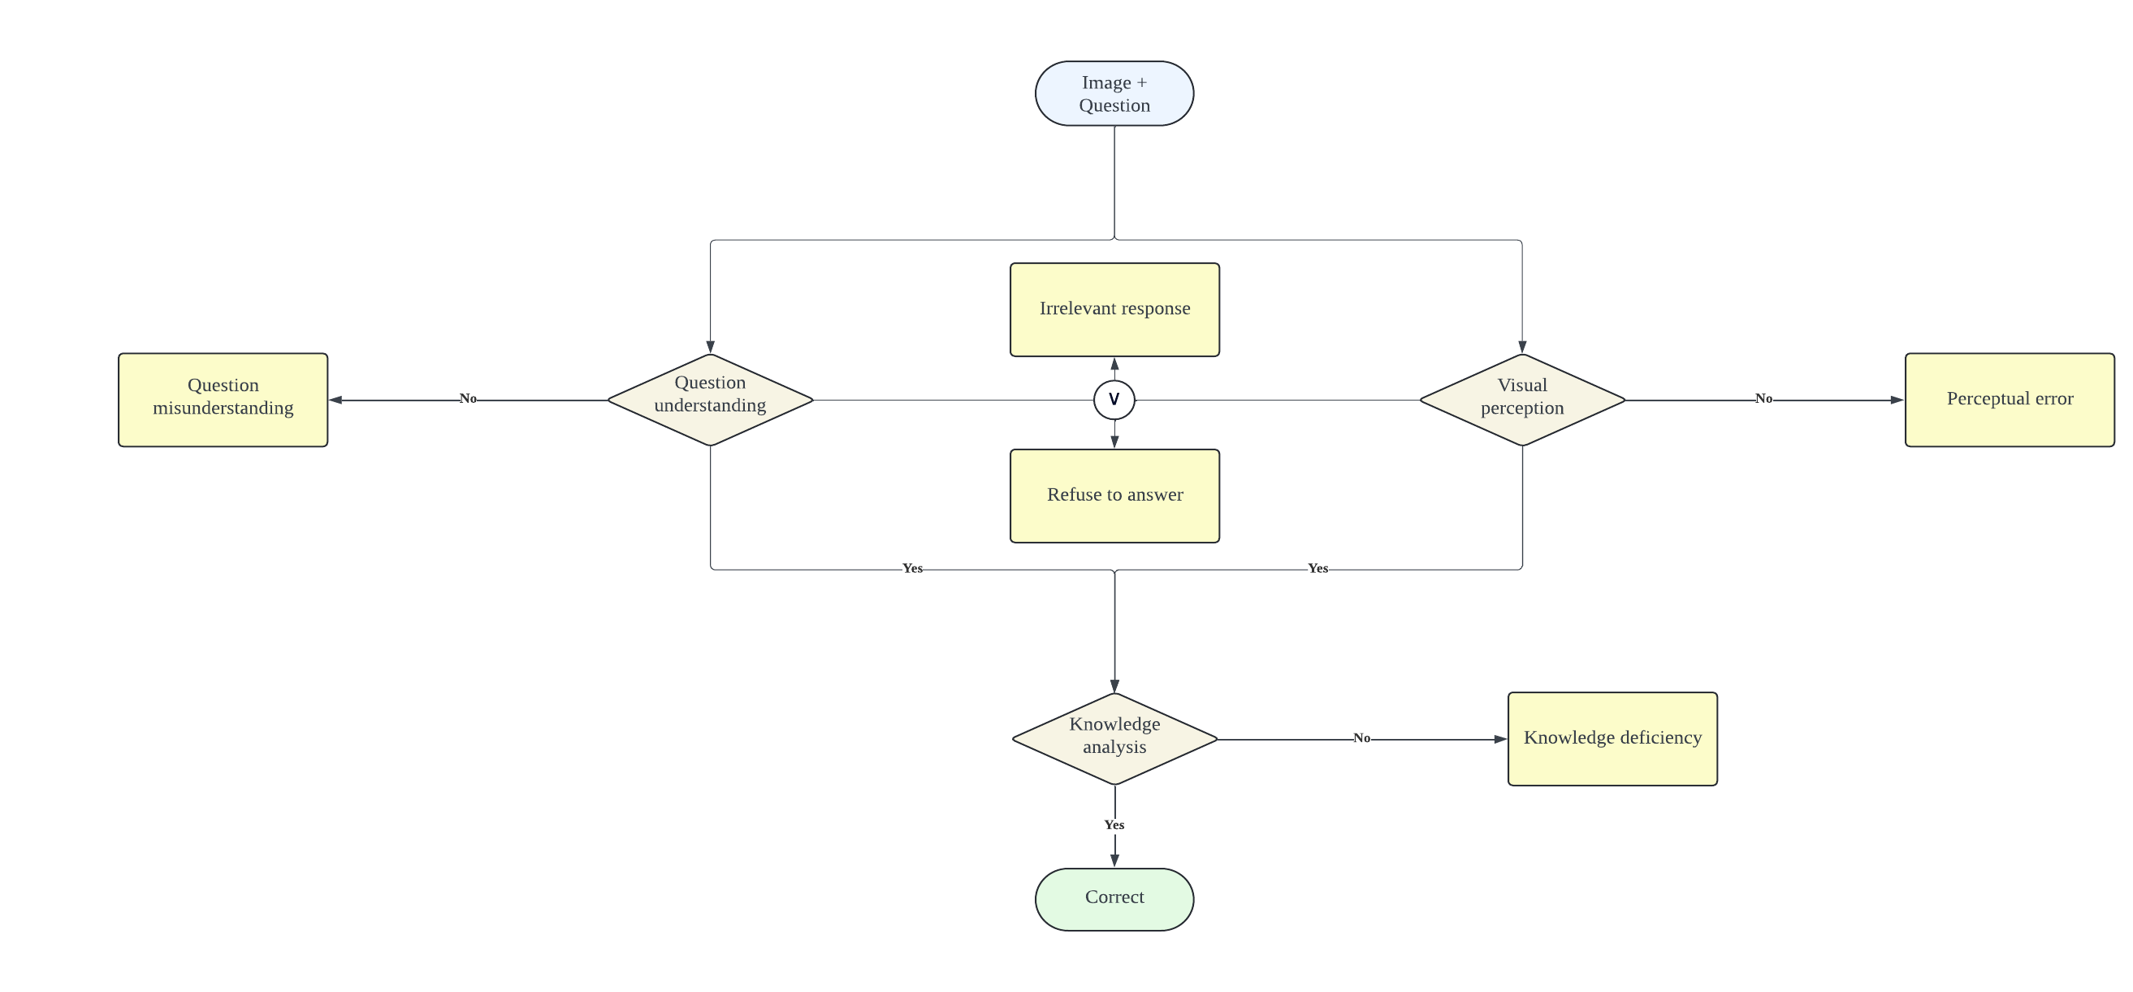 Image +
Question
Irrelevant response
Question
misunderstanding
No
Question
understanding
V
Visual
perception
No
Perceptual error
Refuse to answer
Yes
Yes
Knowledge
analysis
No
Knowledge deficiency
Yes
Correct